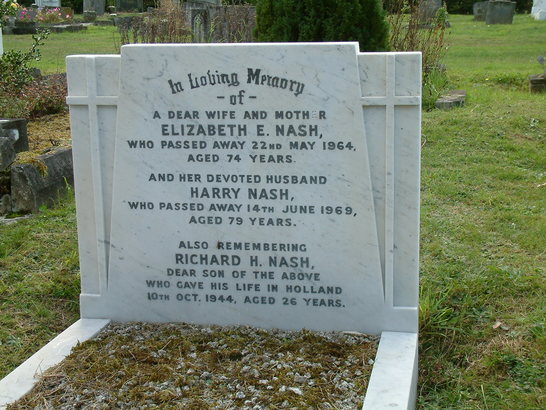 In Loving Memory
- of -
A DEAR WIFE AND MOTHER
ELIZABETH E. NASH,
WHO PASSED AWAY 22ND MAY 1964,
AGED 74 YEARS.
AND HER DEVOTED HUSBAND
HARRY NASH,
WHO PASSED AWAY 14TH JUNE 1969,
AGED 79 YEARS.
ALSO REMEMBERING
RICHARD H. NASH,
DEAR SON OF THE ABOVE
WHO GAVE HIS LIFE IN HOLLAND
10TH OCT. 1944, AGED 26 YEARS.